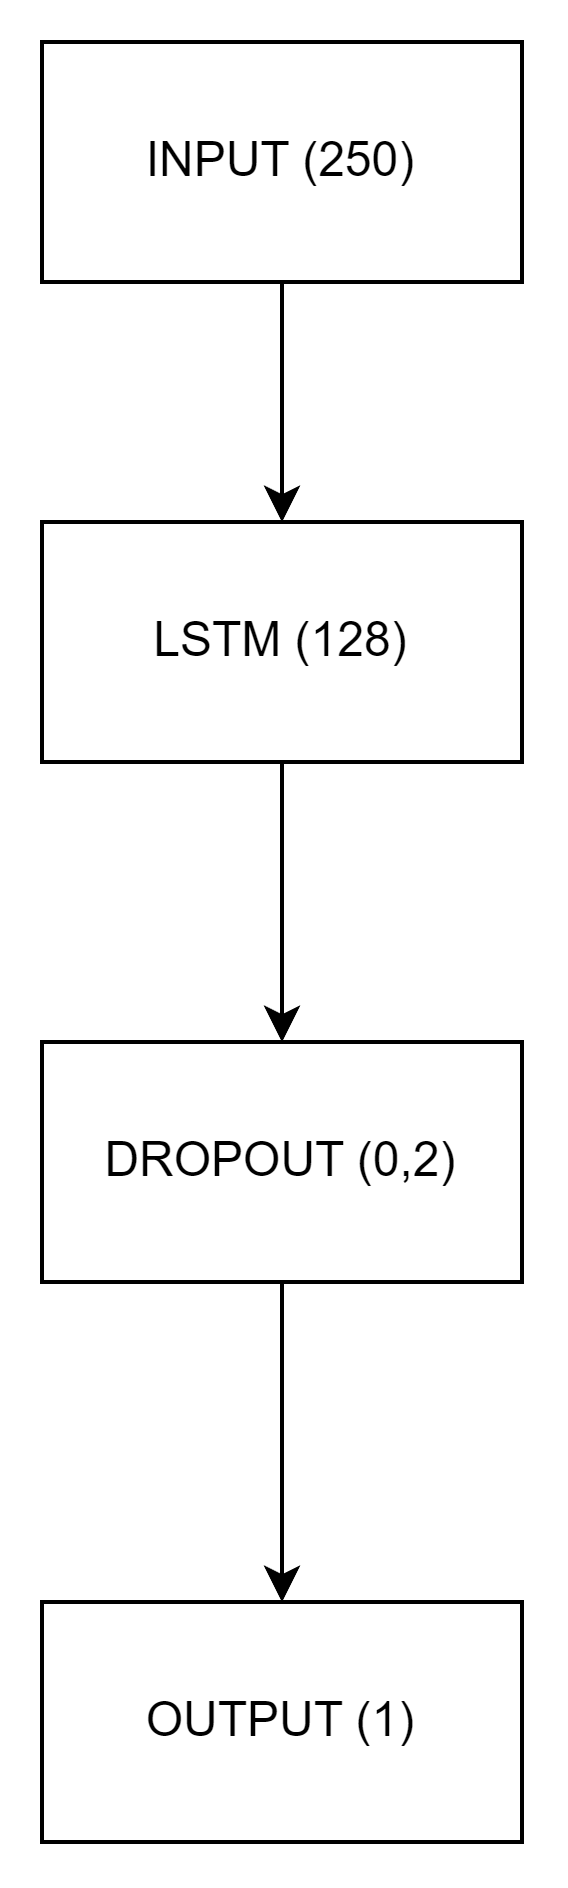 INPUT (250)
LSTM (128)
DROPOUT (0,2)
OUTPUT (1)